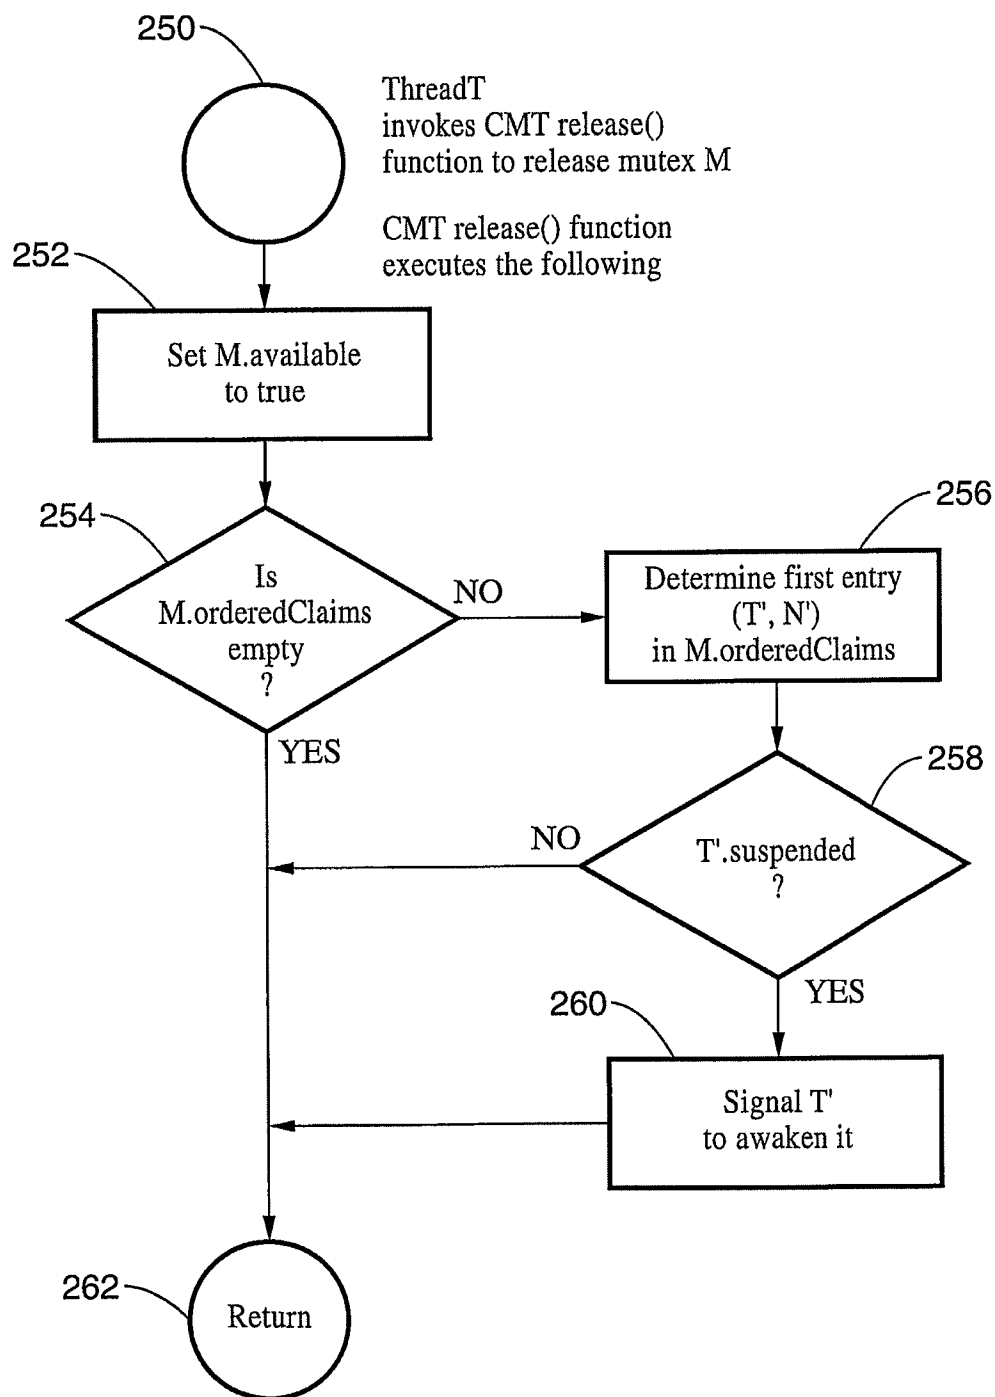 250
ThreadT
invokes CMT release()
function to release mutex M
CMT release() function
executes the following
252
Set M.available
to true
254
Is
M.orderedClaims
empty
?
NO
YES
256
Determine first entry
(T', N')
in M.orderedClaims
258
T'.suspended
?
NO
YES
260
Signal T'
to awaken it
262
Return